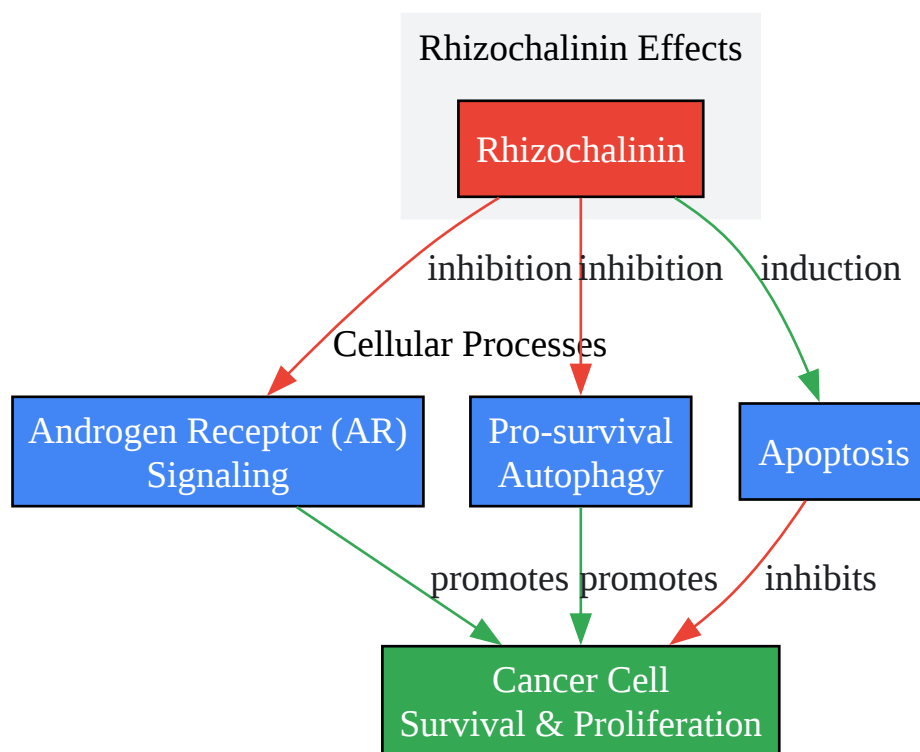 Rhizochalinin Effects
Rhizochalinin
inhibition
inhibition
induction
Cellular Processes
Androgen Receptor (AR)
Signaling
Pro-survival
Autophagy
Apoptosis
promotes
promotes
inhibits
Cancer Cell
Survival & Proliferation